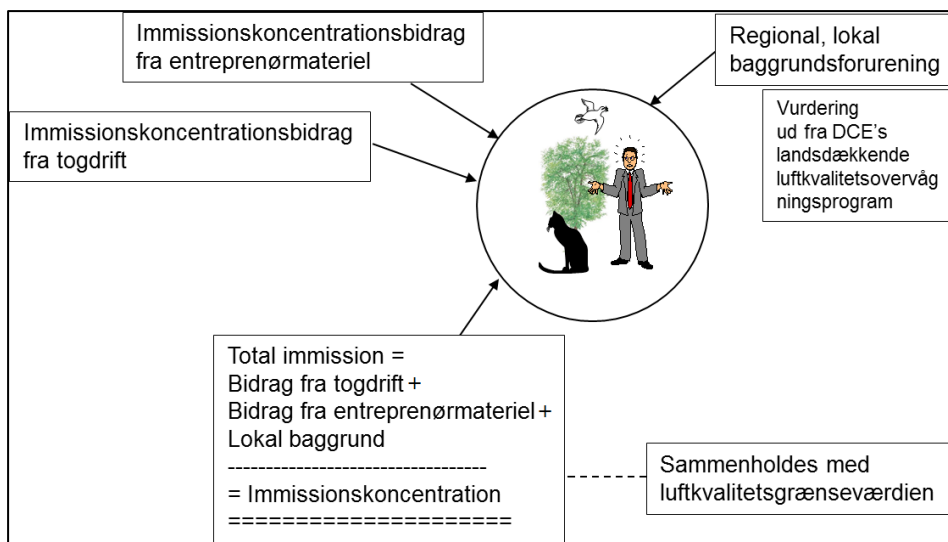 Immissionskoncentrationsbidrag
fra entreprenørmateriel
Regional, lokal
baggrundsforurening
Immissionskoncentrationsbidrag
fra togdrift
Vurdering
ud fra DCE's
landsdækkende
luftkvalitetsovervåg
ningsprogram
Total immission =
Bidrag fra togdrift +
Bidrag fra entreprenørmateriel +
Lokal baggrund
----------------------------------
= Immissionskoncentration
=====================
Sammenholdes med
luftkvalitetsgrænseværdien